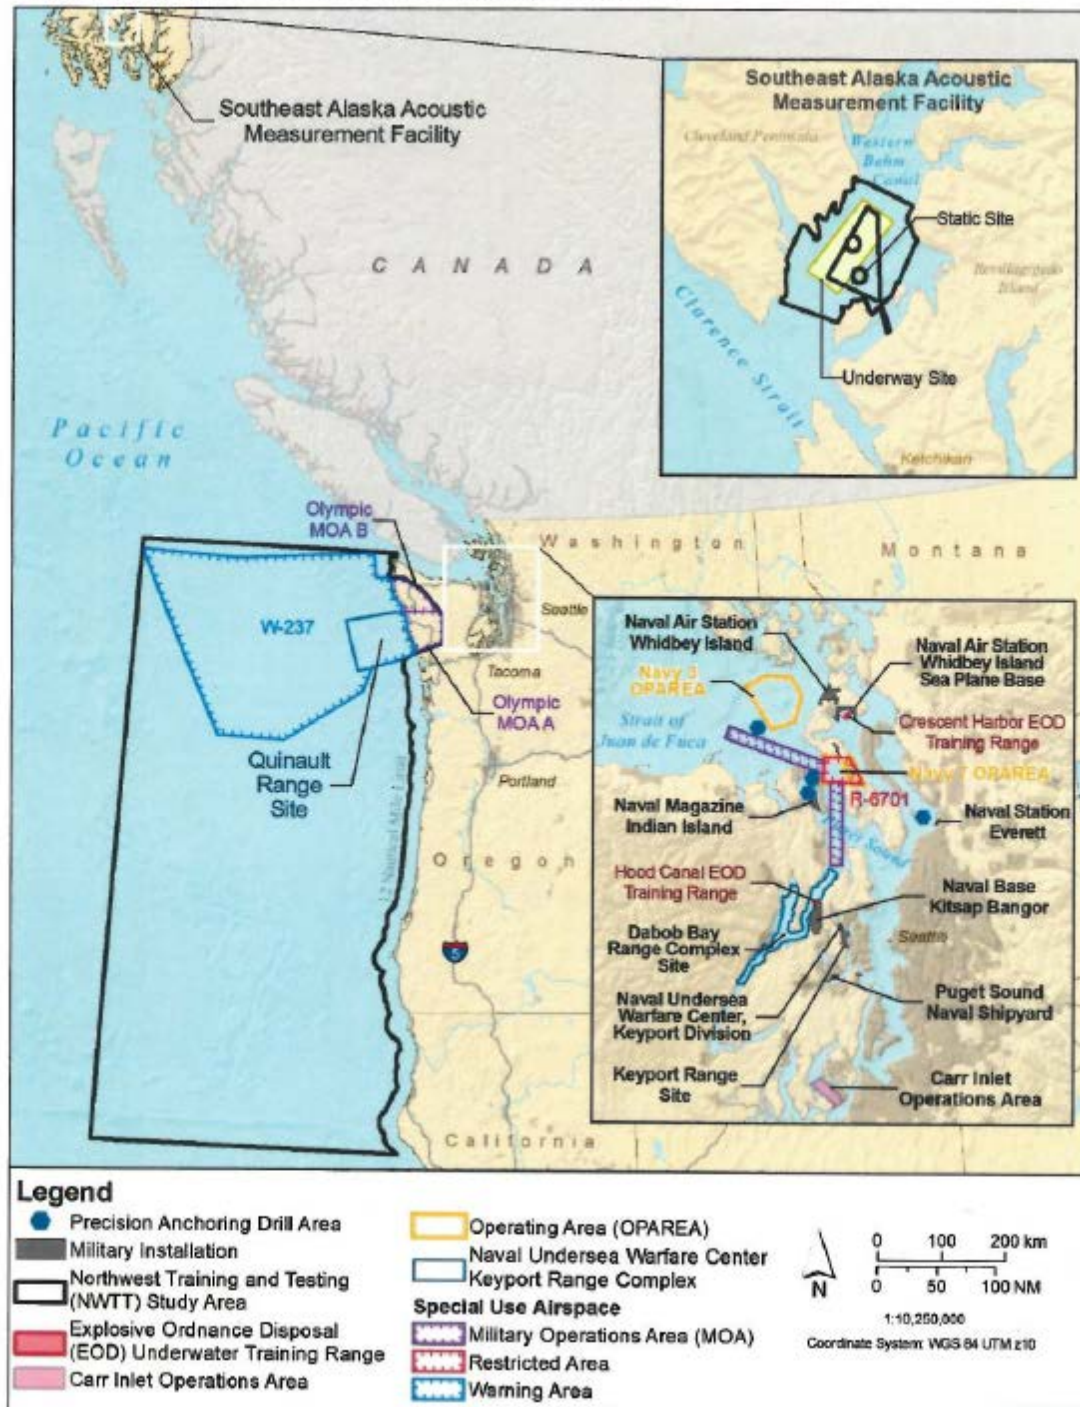 Southeast Alaska Acoustic
Measurement Facility
Southeast Alaska Acoustic
Measurement Facility
Cleveland Peninsula
Western
Behm
Canal
Static Site
Revillagigedo
Island
Clarence Strait
Underway Site
Ketchikan
CANADA
Pacific
Ocean
Olympic
MOA B
Washington
Montana
W-237
Seattle
Tacoma
Olympic
MOA A
Quinault
Range
Site
Portland
12 Nautical Mile Limit
Oregon
5
California
Naval Air Station
Whidbey Island
Naval Air Station
Whidbey Island
Sea Plane Base
Navy 3
OPAREA
Strait of
Juan de Fuca
Crescent Harbor EOD
Training Range
Navy 7 OPAREA
R-6701
Naval Magazine
Indian Island
Naval Station
Everett
Puget Sound
Hood Canal EOD
Training Range
Naval Base
Kitsap Bangor
Dabob Bay
Range Complex
Site
Seattle
Naval Undersea
Warfare Center,
Keyport Division
Puget Sound
Naval Shipyard
Keyport Range
Site
Carr Inlet
Operations Area
Legend
Precision Anchoring Drill Area
Military Installation
Northwest Training and Testing
(NWTT) Study Area
Explosive Ordnance Disposal
(EOD) Underwater Training Range
Carr Inlet Operations Area
Operating Area (OPAREA)
Naval Undersea Warfare Center
Keyport Range Complex
Special Use Airspace
Military Operations Area (MOA)
Restricted Area
Warning Area
N
0 100 200 km
0 50 100 NM
1:10,250,000
Coordinate System: WGS 84 UTM z10